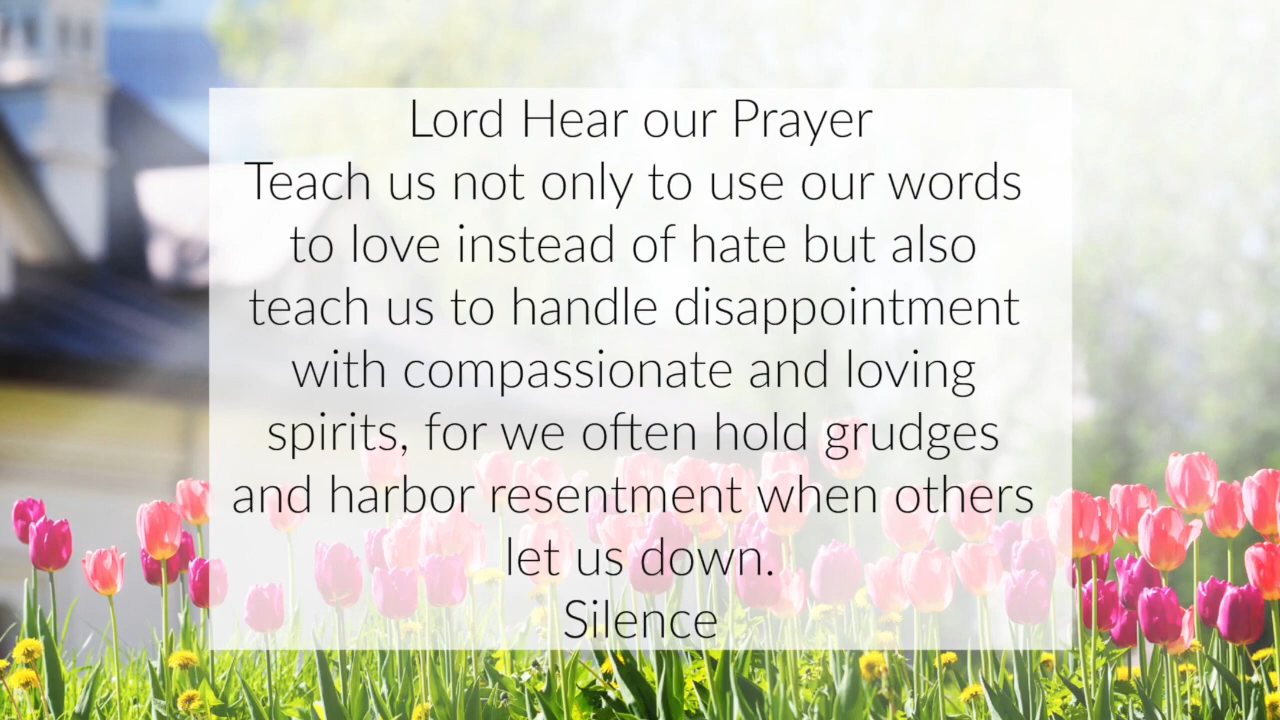 Lord Hear our Prayer
Teach us not only to use our words
to love instead of hate but also
teach us to handle disappointment
with compassionate and loving
spirits, for we often hold grudges
and harbor resentment when others
let us down.
Silence